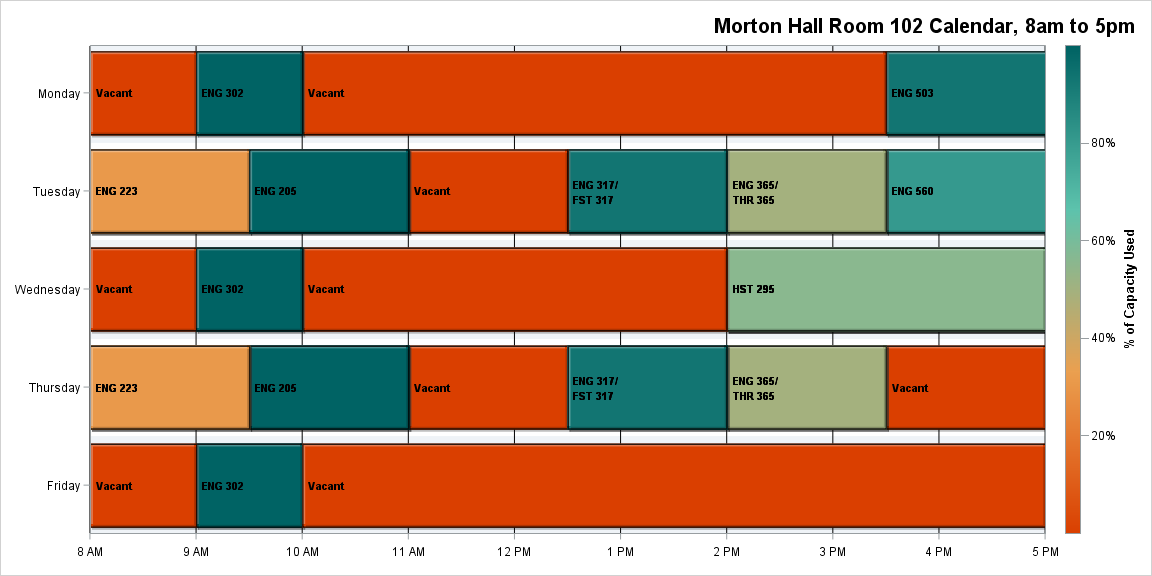 Morton Hall Room 102 Calendar, 8am to 5pm
Monday
Vacant
ENG 302
Vacant
ENG 503
Tuesday
ENG 223
ENG 205
Vacant
ENG 317/
FST 317
ENG 365/
THR 365
ENG 560
Wednesday
Vacant
ENG 302
Vacant
HST 295
Thursday
ENG 223
ENG 205
Vacant
ENG 317/
FST 317
ENG 365/
THR 365
Vacant
Friday
Vacant
ENG 302
Vacant
8 AM
9 AM
10 AM
11 AM
12 PM
1 PM
2 PM
3 PM
4 PM
5 PM
80%
60%
40%
20%
% of Capacity Used